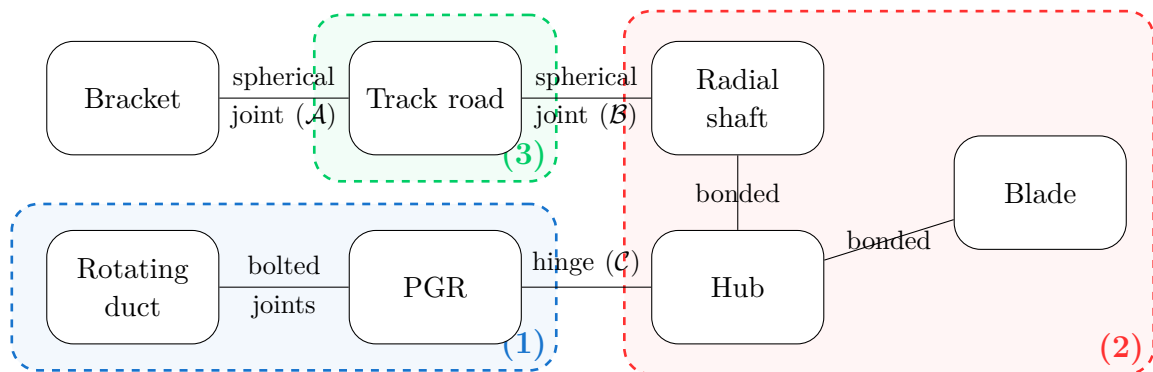 Bracket
spherical
joint (𝒜)
Track road
spherical
joint (ℬ)
Radial
shaft
(3)
bonded
Blade
bonded
Rotating
duct
bolted
joints
PGR
hinge (𝒞)
Hub
(1)
(2)